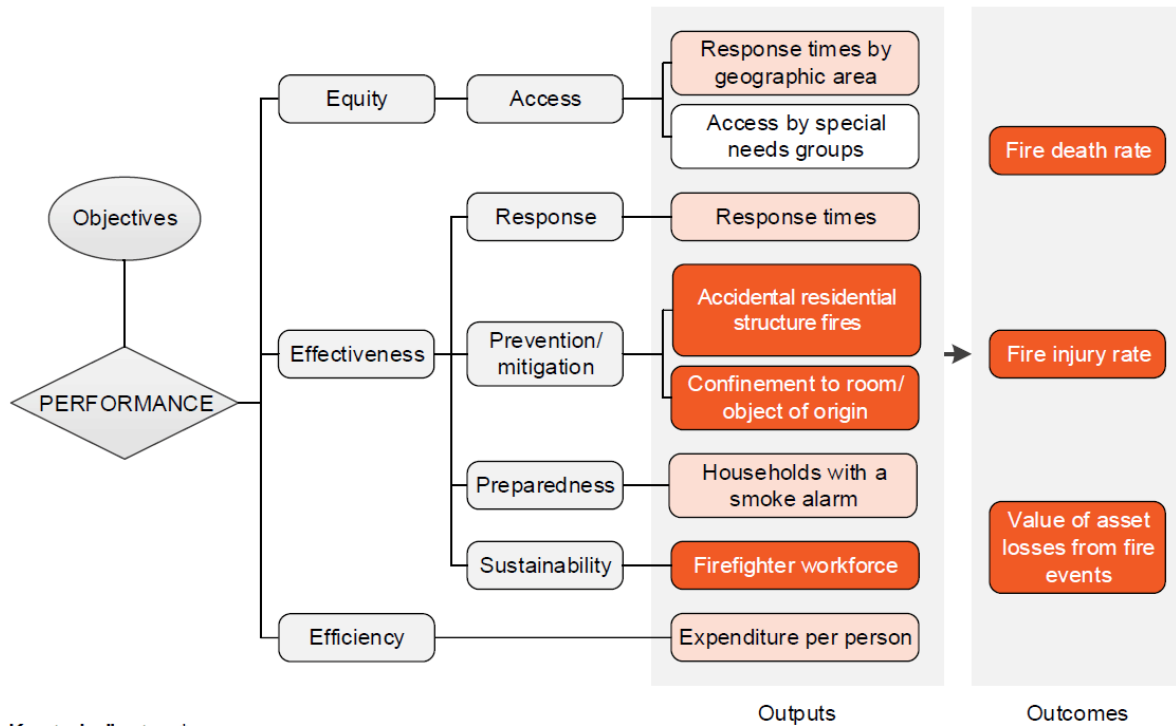 Objectives
PERFORMANCE
Equity
Access
Response times by
geographic area
Access by special
needs groups
Effectiveness
Response
Response times
Prevention/
mitigation
Accidental residential
structure fires
Confinement to room/
object of origin
Preparedness
Households with a
smoke alarm
Sustainability
Firefighter workforce
Efficiency
Expenditure per person
Outputs
Fire death rate
Fire injury rate
Value of asset
losses from fire
events
Outcomes